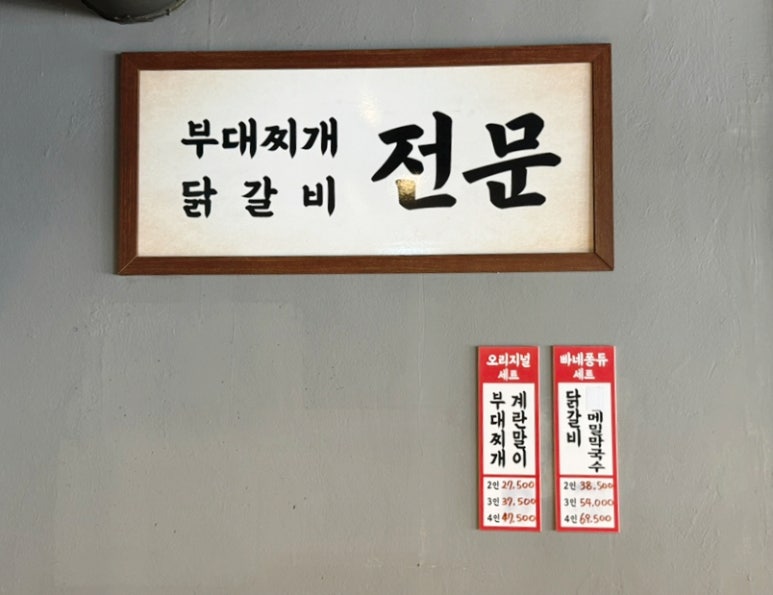 부대찌개
닭갈비
전문
오리지널
세트
부대찌개
계란말이
2인 27.500
3인 37.500
4인 47.500
빠네퐁듀
세트
닭갈비
메밀막국수
2인 38.500
3인 54.000
4인 69.500